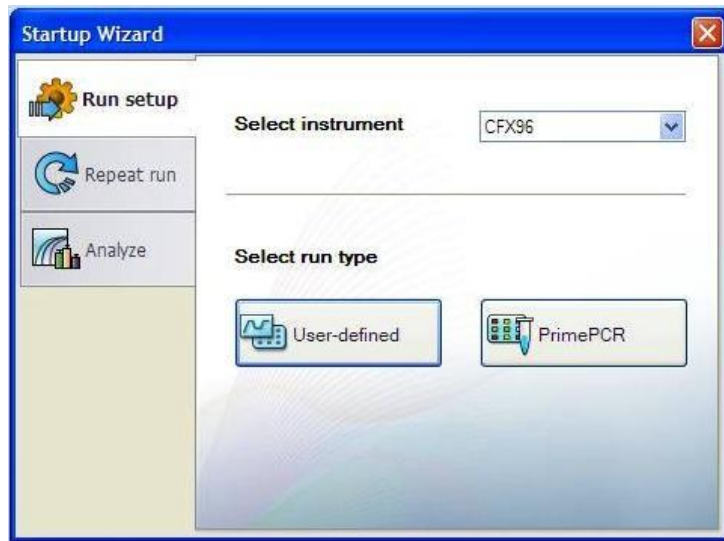 Startup Wizard
Run setup
Repeat run
Analyze
Select instrument
CFX96
Select run type
User-defined
PrimePCR